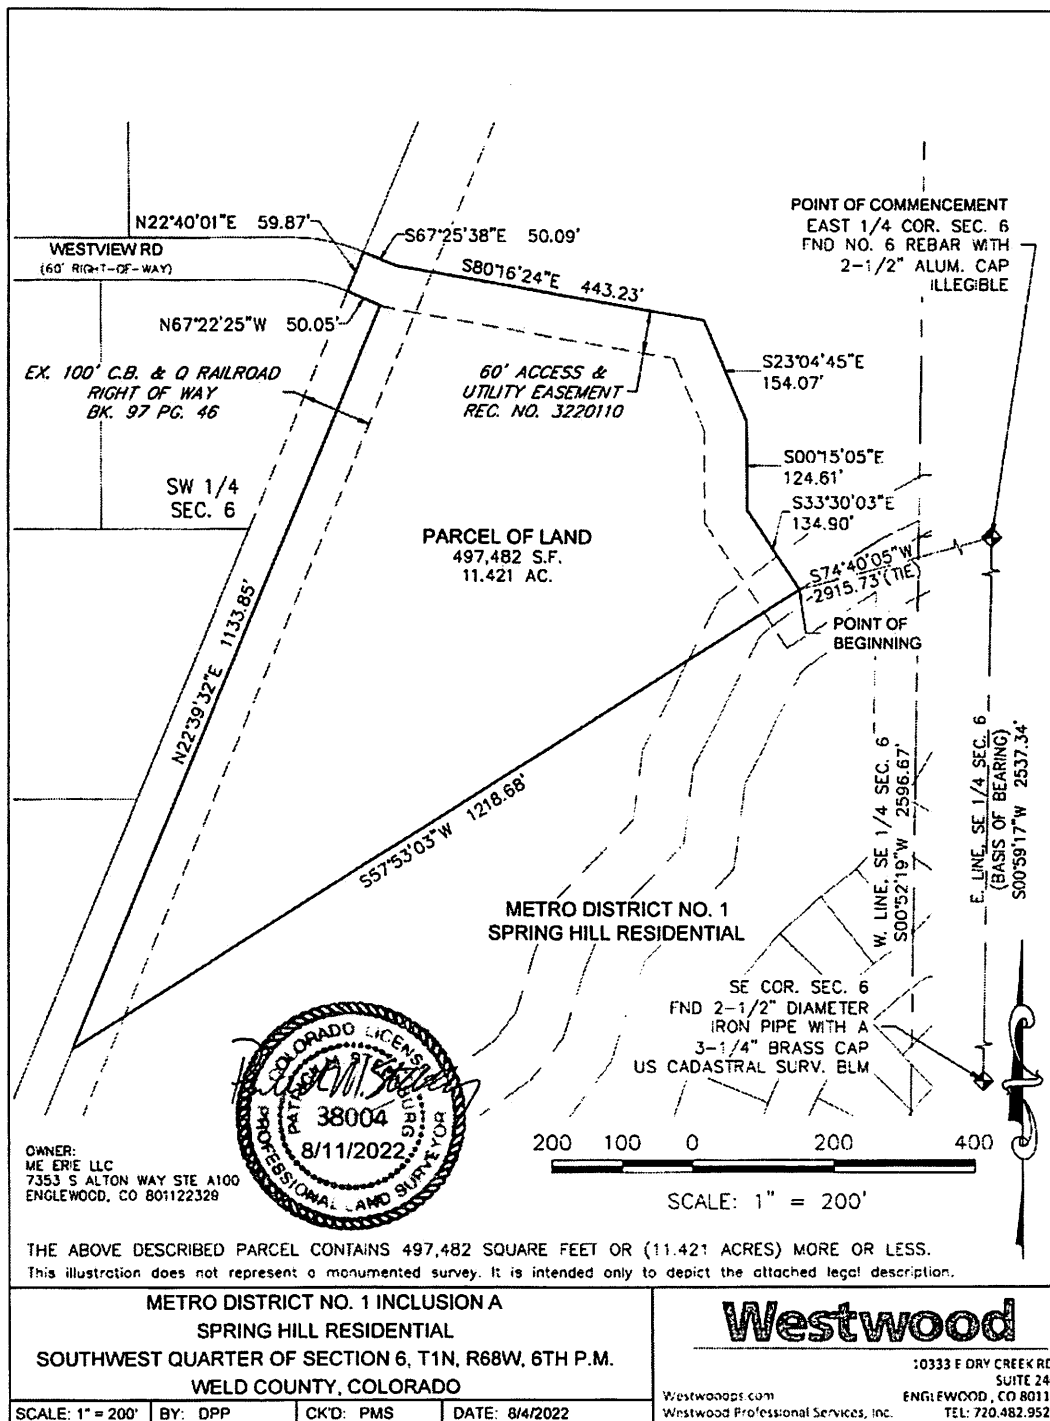 N22°40'01"E 59.87'
S67°25'38"E 50.09'
WESTVIEW RD
(60' RIGHT-OF-WAY)
S80°16'24"E 443.23'
POINT OF COMMENCEMENT
EAST 1/4 COR. SEC. 6
FND NO. 6 REBAR WITH
2-1/2" ALUM. CAP
ILLEGIBLE
N67°22'25"W 50.05'
EX. 100' C.B. & Q RAILROAD
RIGHT OF WAY
BK. 97 PG. 46
60' ACCESS &
UTILITY EASEMENT
REC. NO. 3220110
S23°04'45"E
154.07'
SW 1/4
SEC. 6
S00°15'05"E
124.61'
S33°30'03"E
134.90'
PARCEL OF LAND
497,482 S.F.
11.421 AC.
S74°40'05"W
2915.73'(TIE)
POINT OF
BEGINNING
N22°39'32"E 1133.85'
S57°53'03"W 1218.68'
W. LINE, SE 1/4 SEC. 6
S00°52'19"W 2596.67'
E. LINE, SE 1/4 SEC. 6
(BASIS OF BEARING)
S00°59'17"W 2537.34'
METRO DISTRICT NO. 1
SPRING HILL RESIDENTIAL
SE COR. SEC. 6
FND 2-1/2" DIAMETER
IRON PIPE WITH A
3-1/4" BRASS CAP
US CADASTRAL SURV. BLM
COLORADO LICENS
38004
8/11/2022
PROFESSIONAL LAND SURVEYOR
OWNER:
ME ERIE LLC
7353 S ALTON WAY STE A100
ENGLEWOOD, CO 801122329
200 100 0 200 400
SCALE: 1" = 200'
THE ABOVE DESCRIBED PARCEL CONTAINS 497,482 SQUARE FEET OR (11.421 ACRES) MORE OR LESS.
This illustration does not represent a monumented survey. It is intended only to depict the attached legal description.
METRO DISTRICT NO. 1 INCLUSION A
SPRING HILL RESIDENTIAL
SOUTHWEST QUARTER OF SECTION 6, T1N, R68W, 6TH P.M.
WELD COUNTY, COLORADO
SCALE: 1" = 200' BY: DPP CK'D: PMS DATE: 8/4/2022
Westwood
10333 E DRY CREEK RD
SUITE 24
Westwoodps.com ENGLEWOOD, CO 8011
Westwood Professional Services, Inc. TEL: 720.482.952